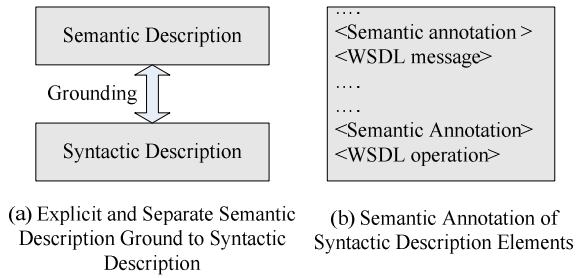 Semantic Description
Grounding
Syntactic Description
(a) Explicit and Separate Semantic
Description Ground to Syntactic
Description
....
<Semantic annotation >
<WSDL message>
....
....
<Semantic Annotation>
<WSDL operation>
(b) Semantic Annotation of
Syntactic Description Elements